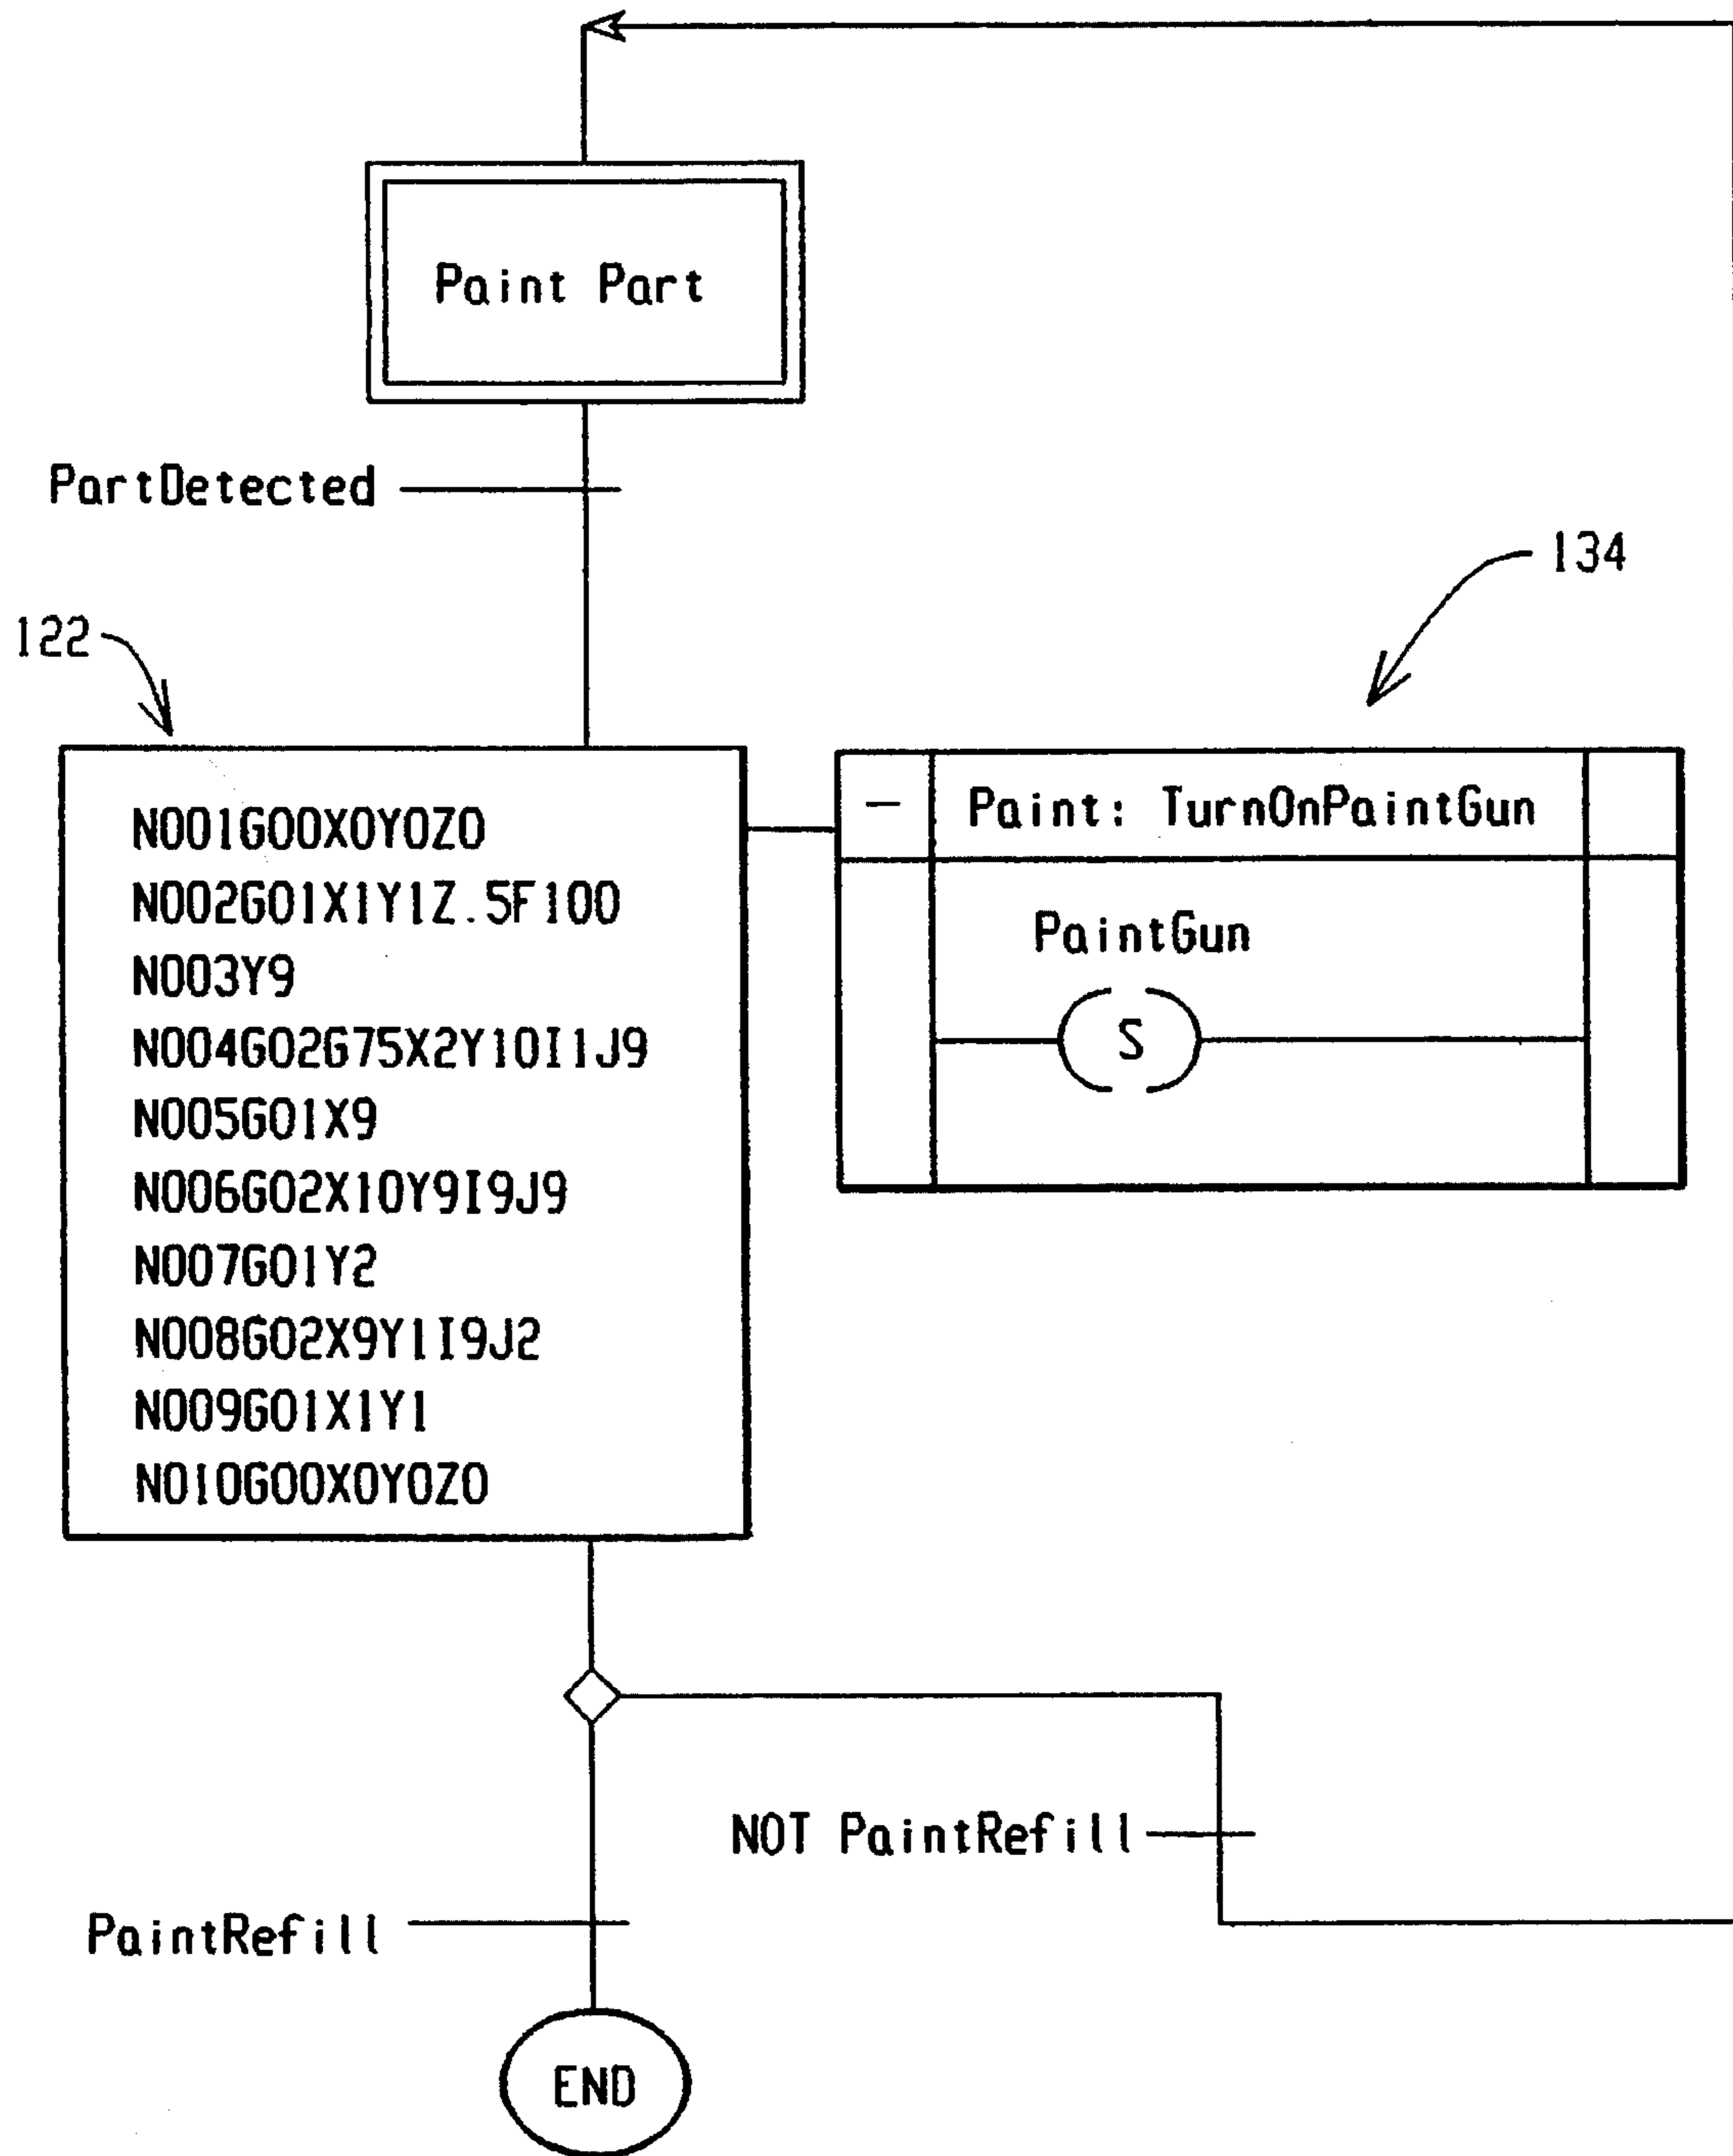 Paint Part
PartDetected
134
122
N001G00X0Y0Z0
N002G01X1Y1Z.5F100
N003Y9
N004G02G75X2Y10I1J9
N005G01X9
N006G02X10Y9I9J9
N007G01Y2
N008G02X9Y1I9J2
N009G01X1Y1
N010G00X0Y0Z0
— Paint: TurnOnPaintGun
PaintGun
S
NOT PaintRefill
PaintRefill
END